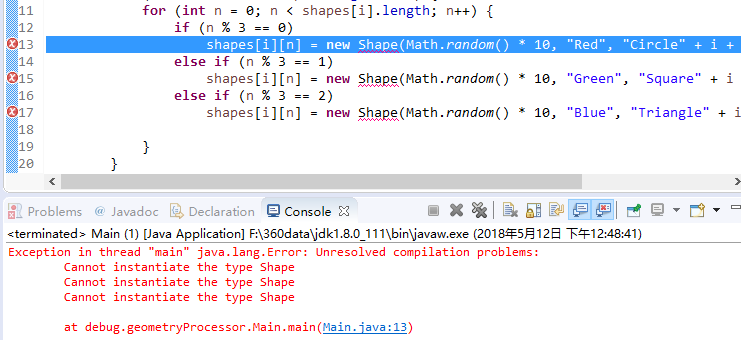 11 for (int n = 0; n < shapes[i].length; n++) {
12 if (n % 3 == 0)
13 shapes[i][n] = new Shape(Math.random() * 10, "Red", "Circle" + i +
14 else if (n % 3 == 1)
15 shapes[i][n] = new Shape(Math.random() * 10, "Green", "Square" + i
16 else if (n % 3 == 2)
17 shapes[i][n] = new Shape(Math.random() * 10, "Blue", "Triangle" + i
18
19 }
20 }
Problems @ Javadoc Declaration Console
<terminated> Main (1) [Java Application] F:\360data\jdk1.8.0_111\bin\javaw.exe (2018年5月12日 下午12:48:41)
Exception in thread "main" java.lang.Error: Unresolved compilation problems:
Cannot instantiate the type Shape
Cannot instantiate the type Shape
Cannot instantiate the type Shape
at debug.geometryProcessor.Main.main(Main.java:13)